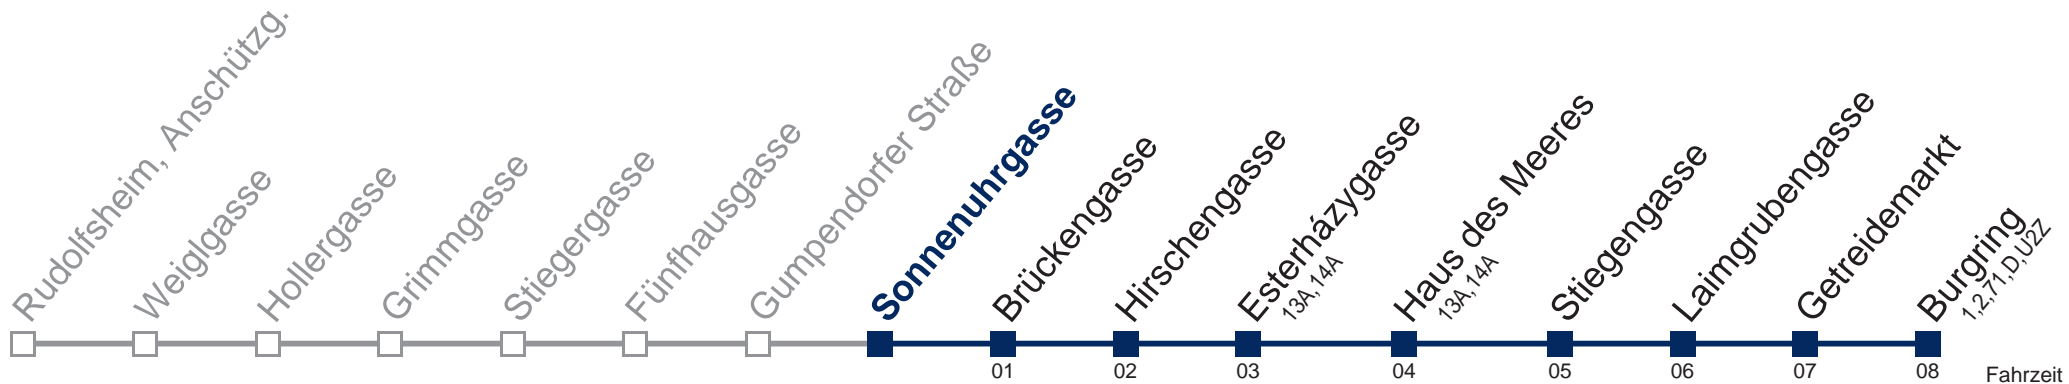 Rudolfsheim, Anschützg.
Weiglgasse
Hollergasse
Grimmgasse
Stiegergasse
Fünfhausgasse
Gumpendorfer Straße
Sonnenuhrgasse
Brückengasse
Hirschengasse
Esterházygasse
13A,14A
Haus des Meeres
13A,14A
Stiegengasse
Laimgrubengasse
Getreidemarkt
Burgring
1,2,71,D,U2Z
01 02 03 04 05 06 07 08 Fahrzeit